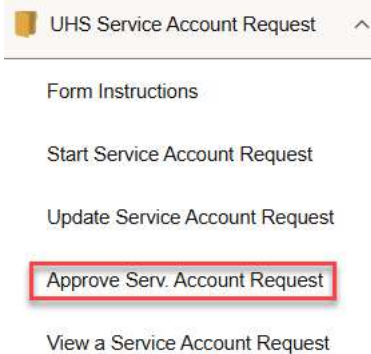 UHS Service Account Request
Form Instructions
Start Service Account Request
Update Service Account Request
Approve Serv. Account Request
View a Service Account Request